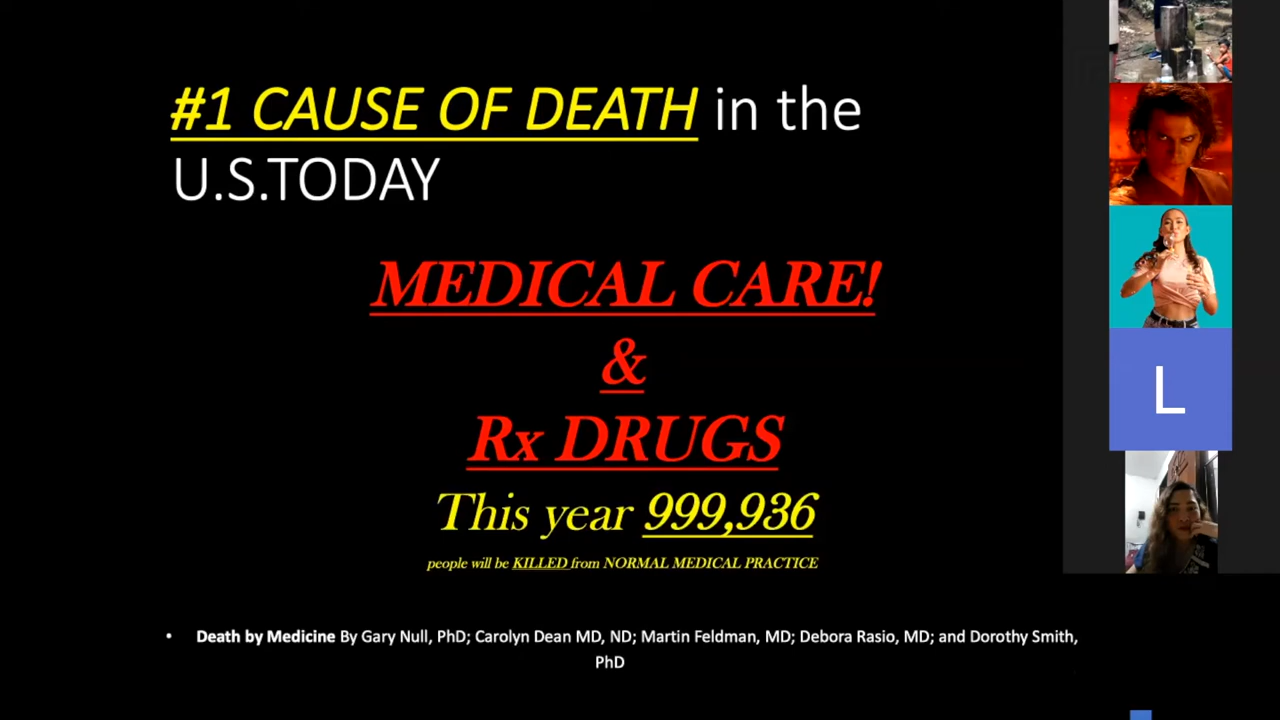 #1 CAUSE OF DEATH in the
U.S.TODAY
MEDICAL CARE!
&
Rx DRUGS
This year 999,936
people will be KILLED from NORMAL MEDICAL PRACTICE
• Death by Medicine By Gary Null, PhD; Carolyn Dean MD, ND; Martin Feldman, MD; Debora Rasio, MD; and Dorothy Smith,
PhD
L